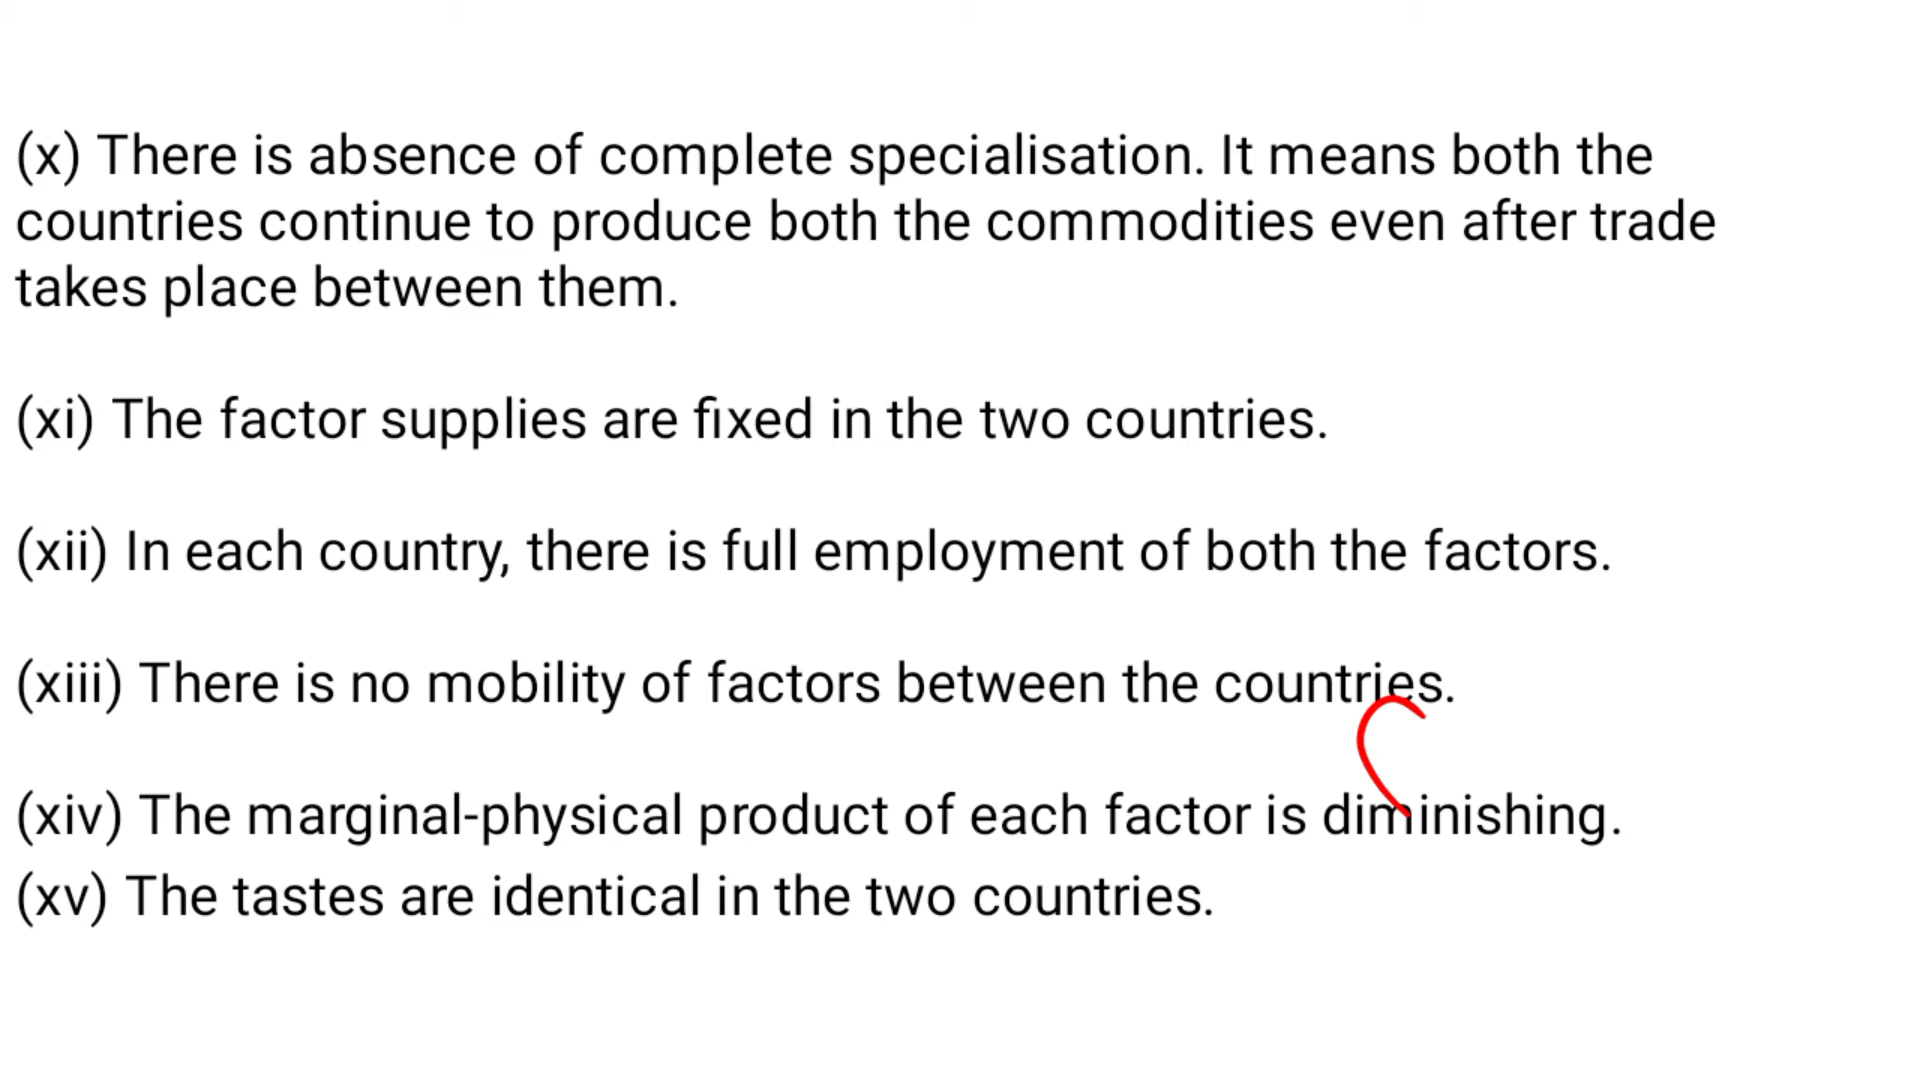 (x) There is absence of complete specialisation. It means both the
countries continue to produce both the commodities even after trade
takes place between them.
(xi) The factor supplies are fixed in the two countries.
(xii) In each country, there is full employment of both the factors.
(xiii) There is no mobility of factors between the countries.
(xiv) The marginal-physical product of each factor is diminishing.
(xv) The tastes are identical in the two countries.